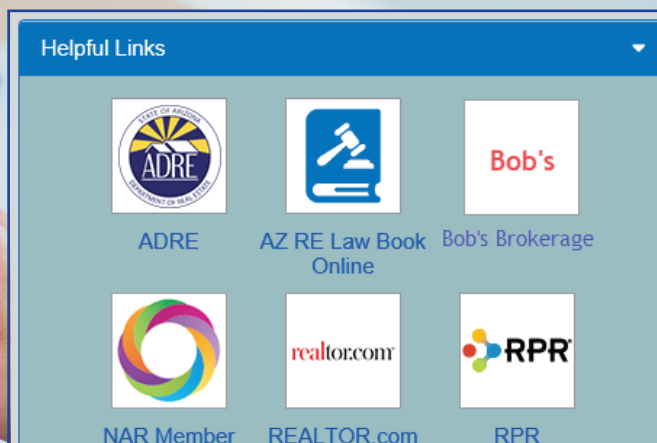 Helpful Links
STATE OF ARIZONA
ADRE
DEPARTMENT OF REAL ESTATE
Bob's
ADRE
AZ RE Law Book
Online
Bob's Brokerage
realtor.com®
RPR®
NAR Member
REALTOR.com
RPR